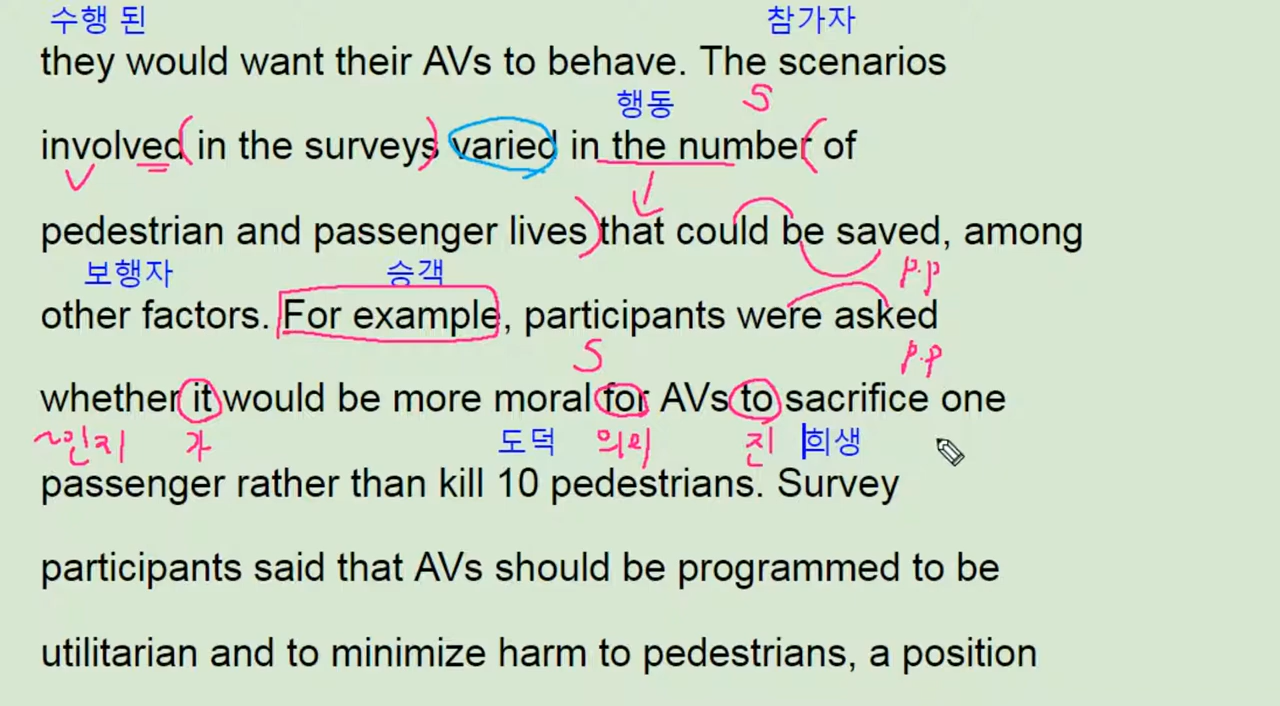 수행 된 참가자
they would want their AVs to behave. The scenarios
행동 S
involved ( in the surveys ) varied in the number ( of
pedestrian and passenger lives ) that could be saved, among
보행자 승객 p.p
other factors. For example, participants were asked
S p.p
whether it would be more moral for AVs to sacrifice one
~인지 가 도덕 의미 진 희생
passenger rather than kill 10 pedestrians. Survey
participants said that AVs should be programmed to be
utilitarian and to minimize harm to pedestrians, a position